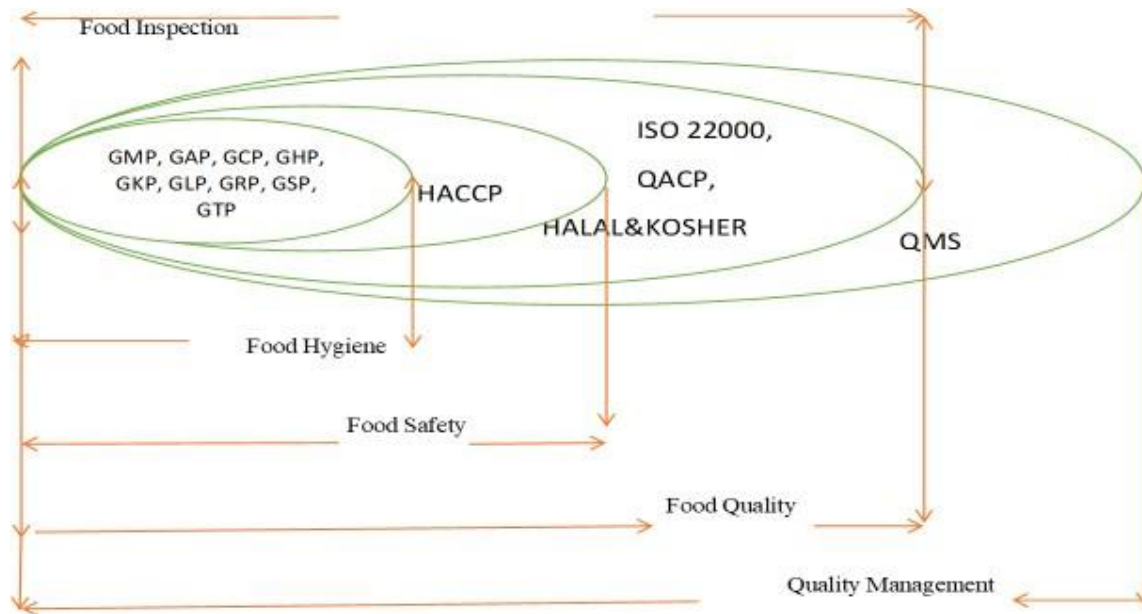 Food Inspection
GMP, GAP, GCP, GHP,
GKP, GLP, GRP, GSP,
GTP
HACCP
ISO 22000,
QACP,
HALAL&KOSHER
QMS
Food Hygiene
Food Safety
Food Quality
Quality Management